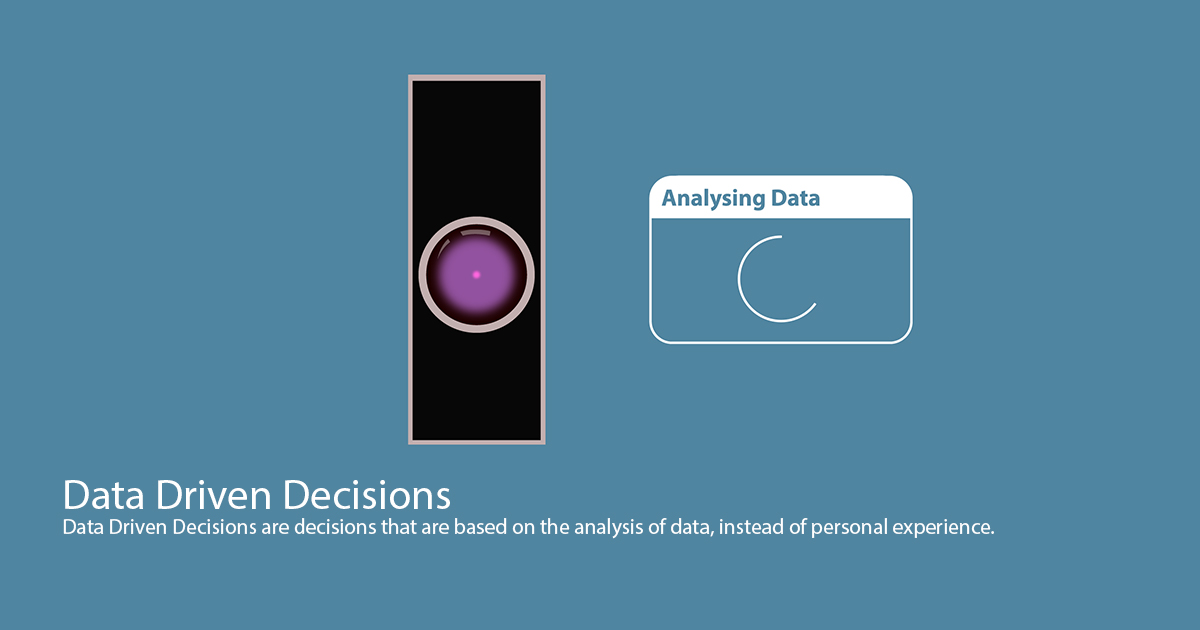 Analysing Data
Data Driven Decisions
Data Driven Decisions are decisions that are based on the analysis of data, instead of personal experience.